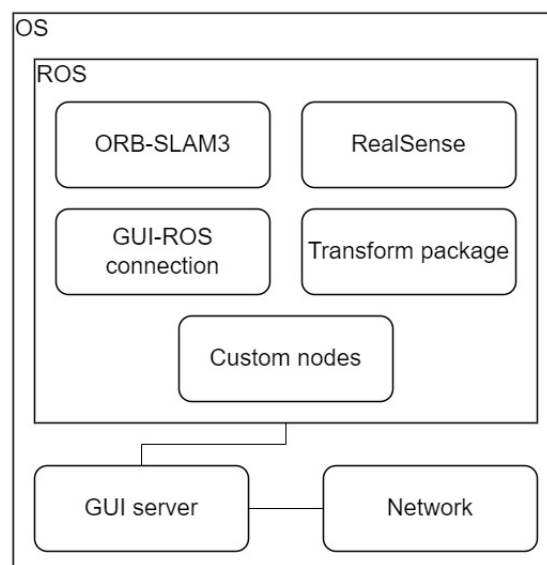 OS
ROS
ORB-SLAM3
RealSense
GUI-ROS
connection
Transform package
Custom nodes
GUI server
Network